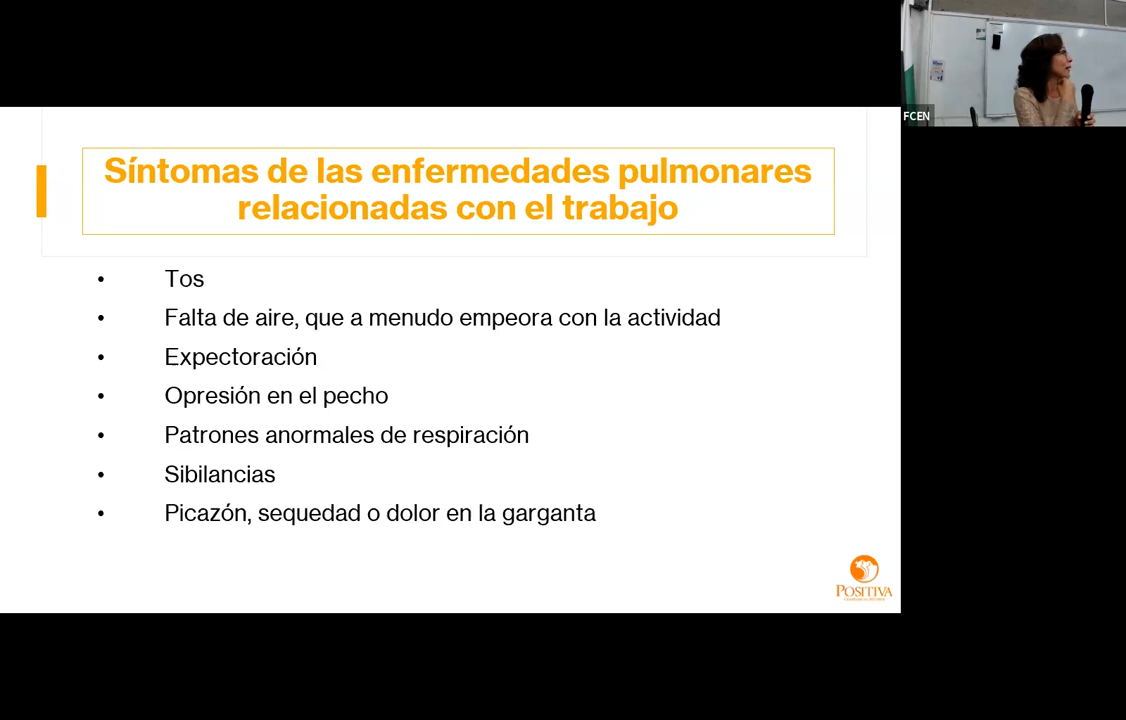 FCEN
Síntomas de las enfermedades pulmonares
relacionadas con el trabajo
• Tos
• Falta de aire, que a menudo empeora con la actividad
• Expectoración
• Opresión en el pecho
• Patrones anormales de respiración
• Sibilancias
• Picazón, sequedad o dolor en la garganta
POSITIVA